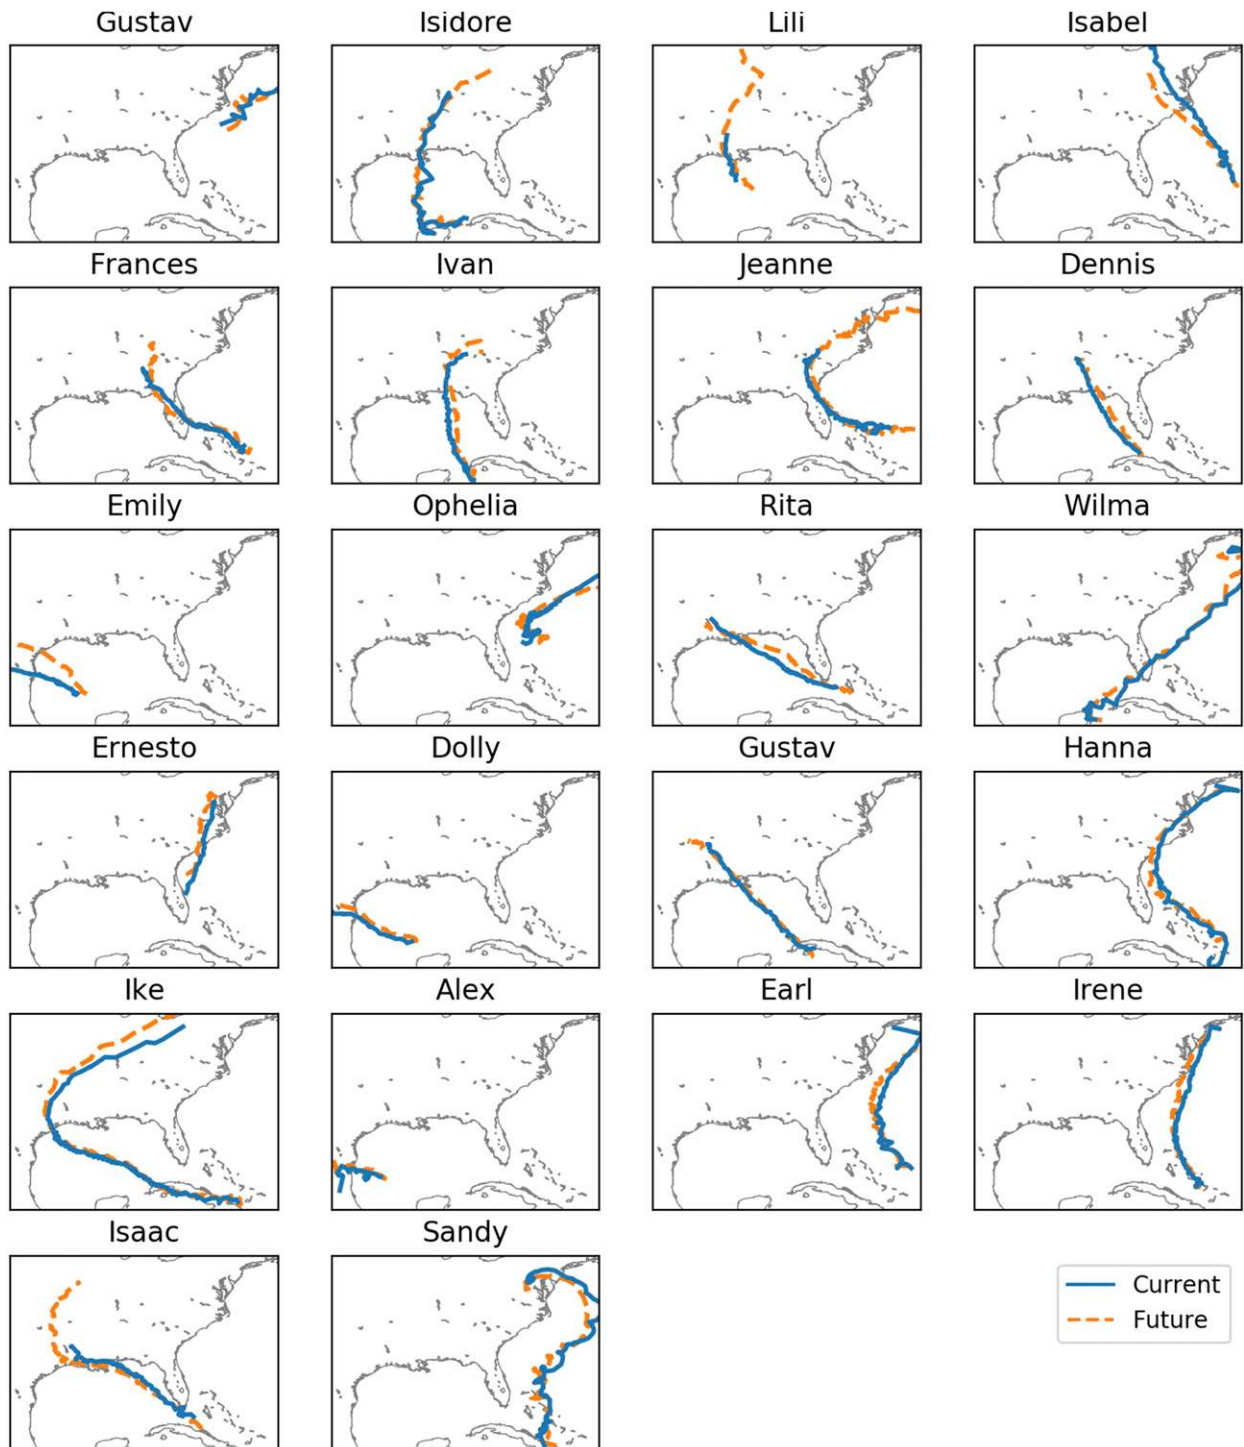 Gustav Isidore Lili Isabel
Frances Ivan Jeanne Dennis
Emily Ophelia Rita Wilma
Ernesto Dolly Gustav Hanna
Ike Alex Earl Irene
Isaac Sandy
Current
Future